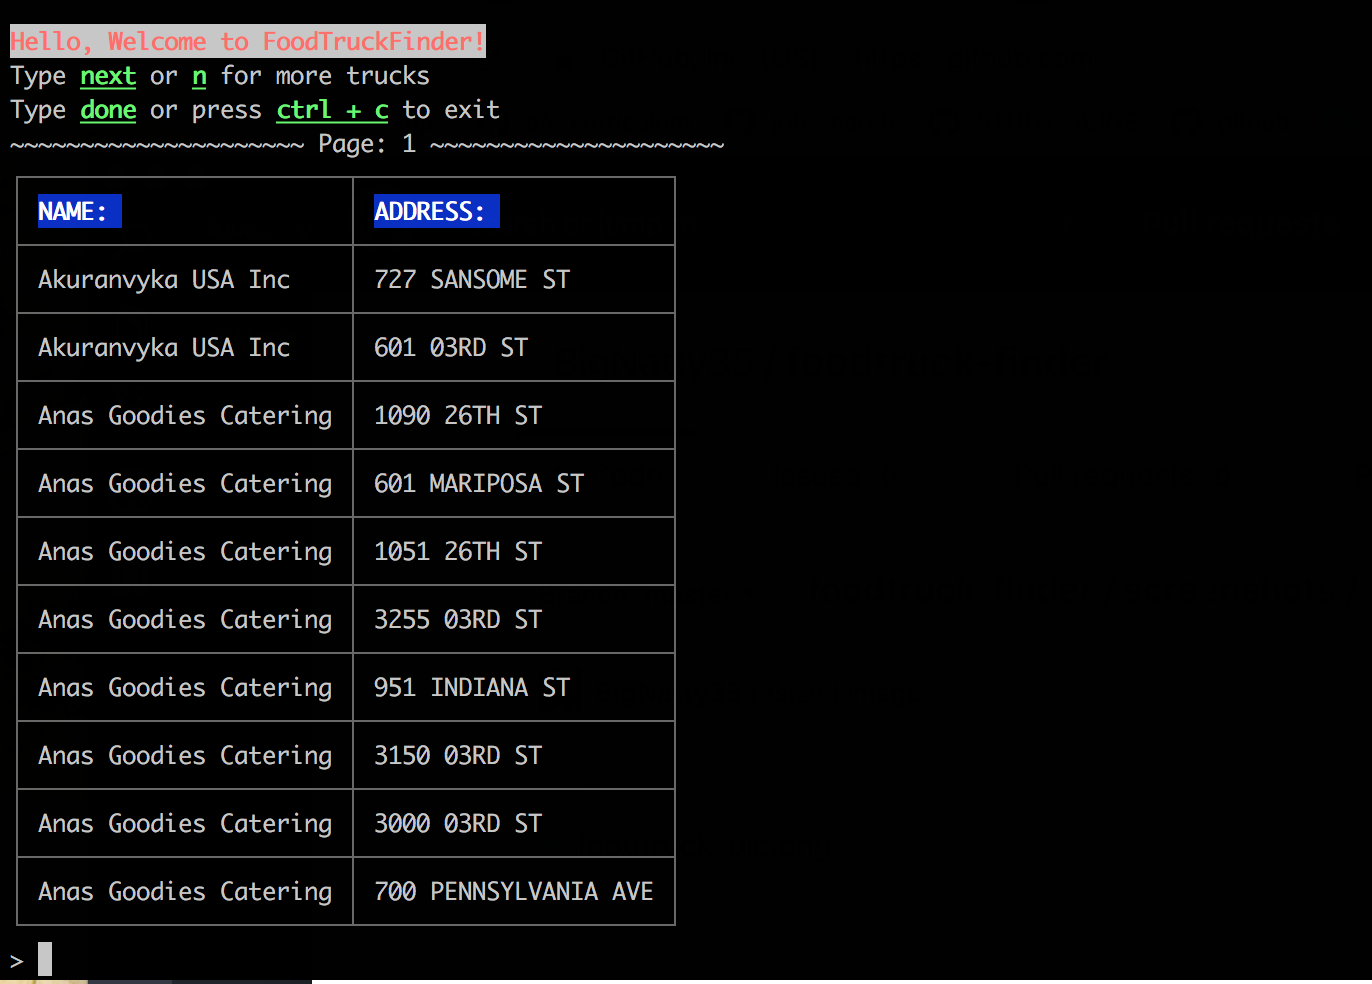 Hello, Welcome to FoodTruckFinder!
Type next or n for more trucks
Type done or press ctrl + c to exit
~~~~~~~~~~~~~~~~~~~~~ Page: 1 ~~~~~~~~~~~~~~~~~~~~~
NAME: ADDRESS:
Akuranvyka USA Inc 727 SANSOME ST
Akuranvyka USA Inc 601 03RD ST
Anas Goodies Catering 1090 26TH ST
Anas Goodies Catering 601 MARIPOSA ST
Anas Goodies Catering 1051 26TH ST
Anas Goodies Catering 3255 03RD ST
Anas Goodies Catering 951 INDIANA ST
Anas Goodies Catering 3150 03RD ST
Anas Goodies Catering 3000 03RD ST
Anas Goodies Catering 700 PENNSYLVANIA AVE
>